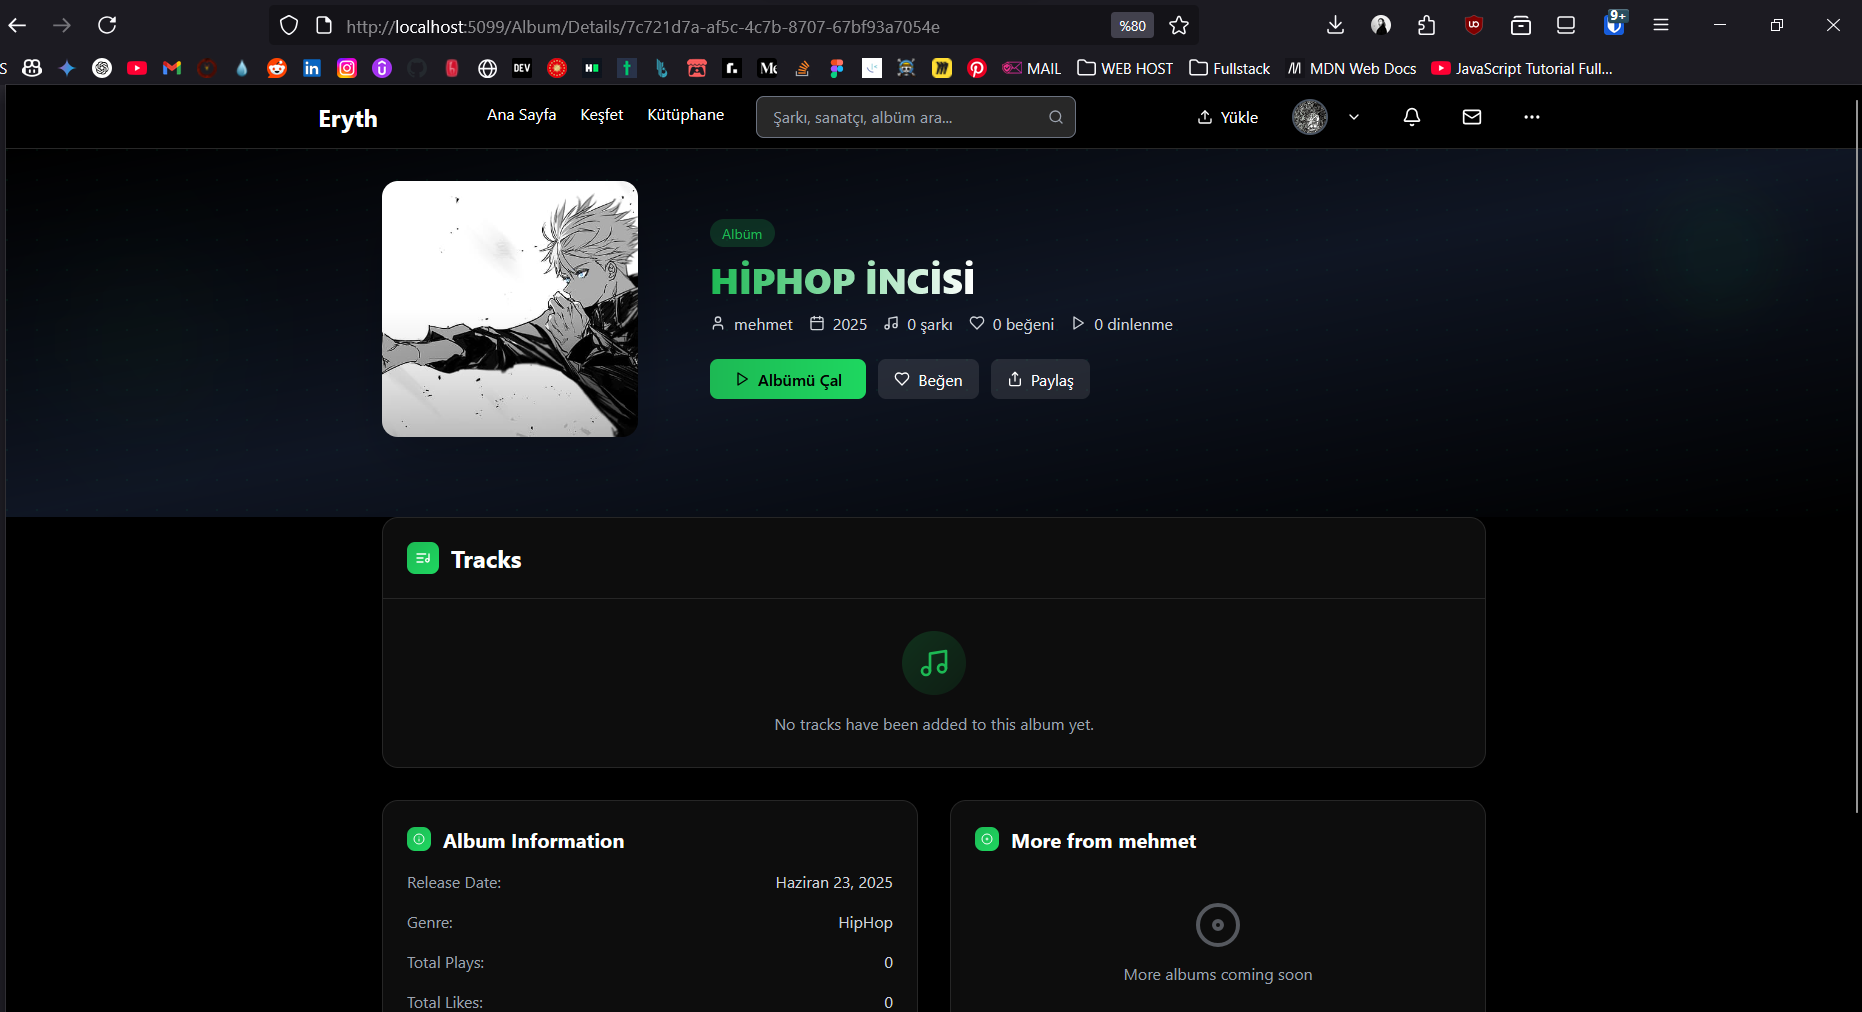 http://localhost:5099/Album/Details/7c721d7a-af5c-4c7b-8707-67bf93a7054e
%80
9+
S
DEV
MAIL
WEB HOST
Fullstack
MDN Web Docs
JavaScript Tutorial Full...
Eryth
Ana Sayfa
Keşfet
Kütüphane
Şarkı, sanatçı, albüm ara...
Yükle
Albüm
HİPHOP İNCİSİ
mehmet
2025
0 şarkı
0 beğeni
0 dinlenme
Albümü Çal
Beğen
Paylaş
Tracks
No tracks have been added to this album yet.
Album Information
Release Date:
Haziran 23, 2025
Genre:
HipHop
Total Plays:
0
Total Likes:
0
More from mehmet
More albums coming soon